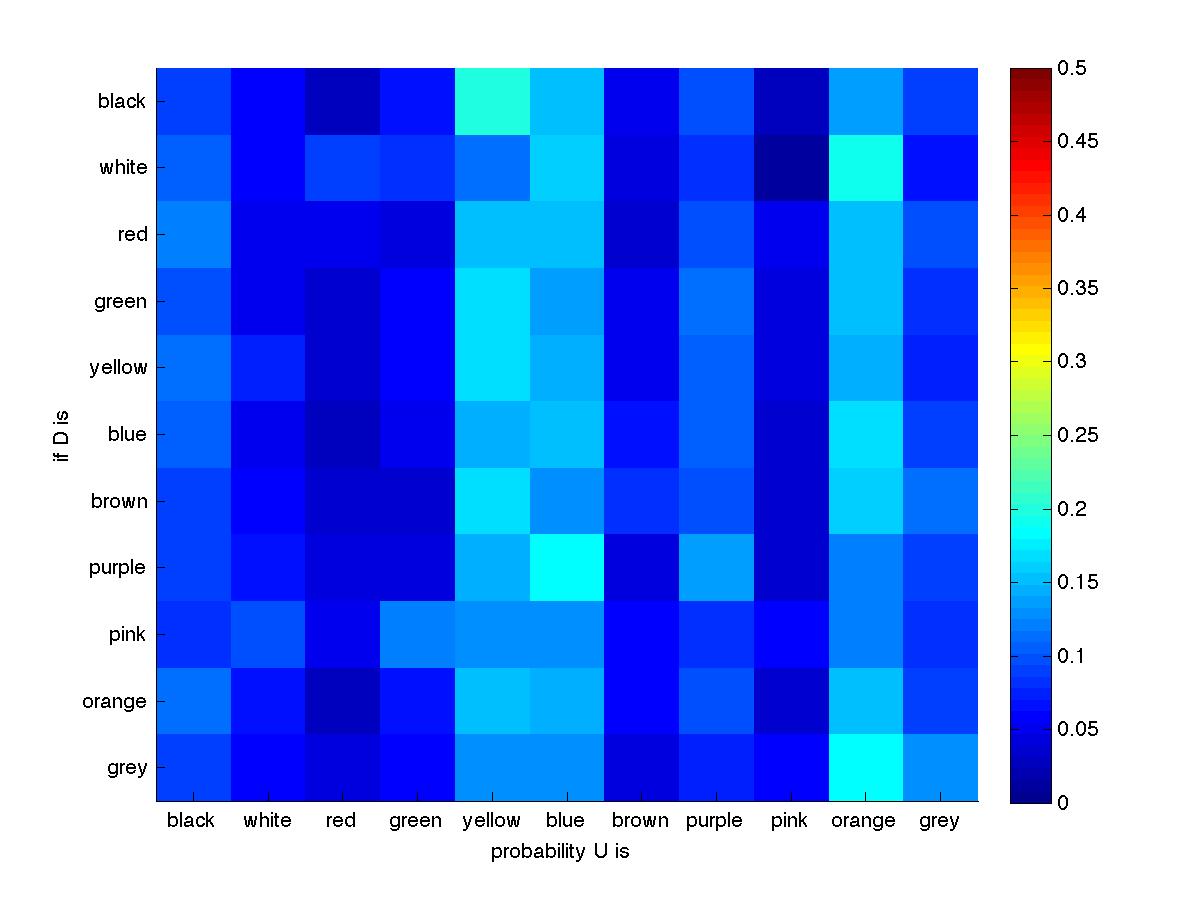 if D is
black
white
red
green
yellow
blue
brown
purple
pink
orange
grey
black white red green yellow blue brown purple pink orange grey
probability U is
0.5
0.45
0.4
0.35
0.3
0.25
0.2
0.15
0.1
0.05
0